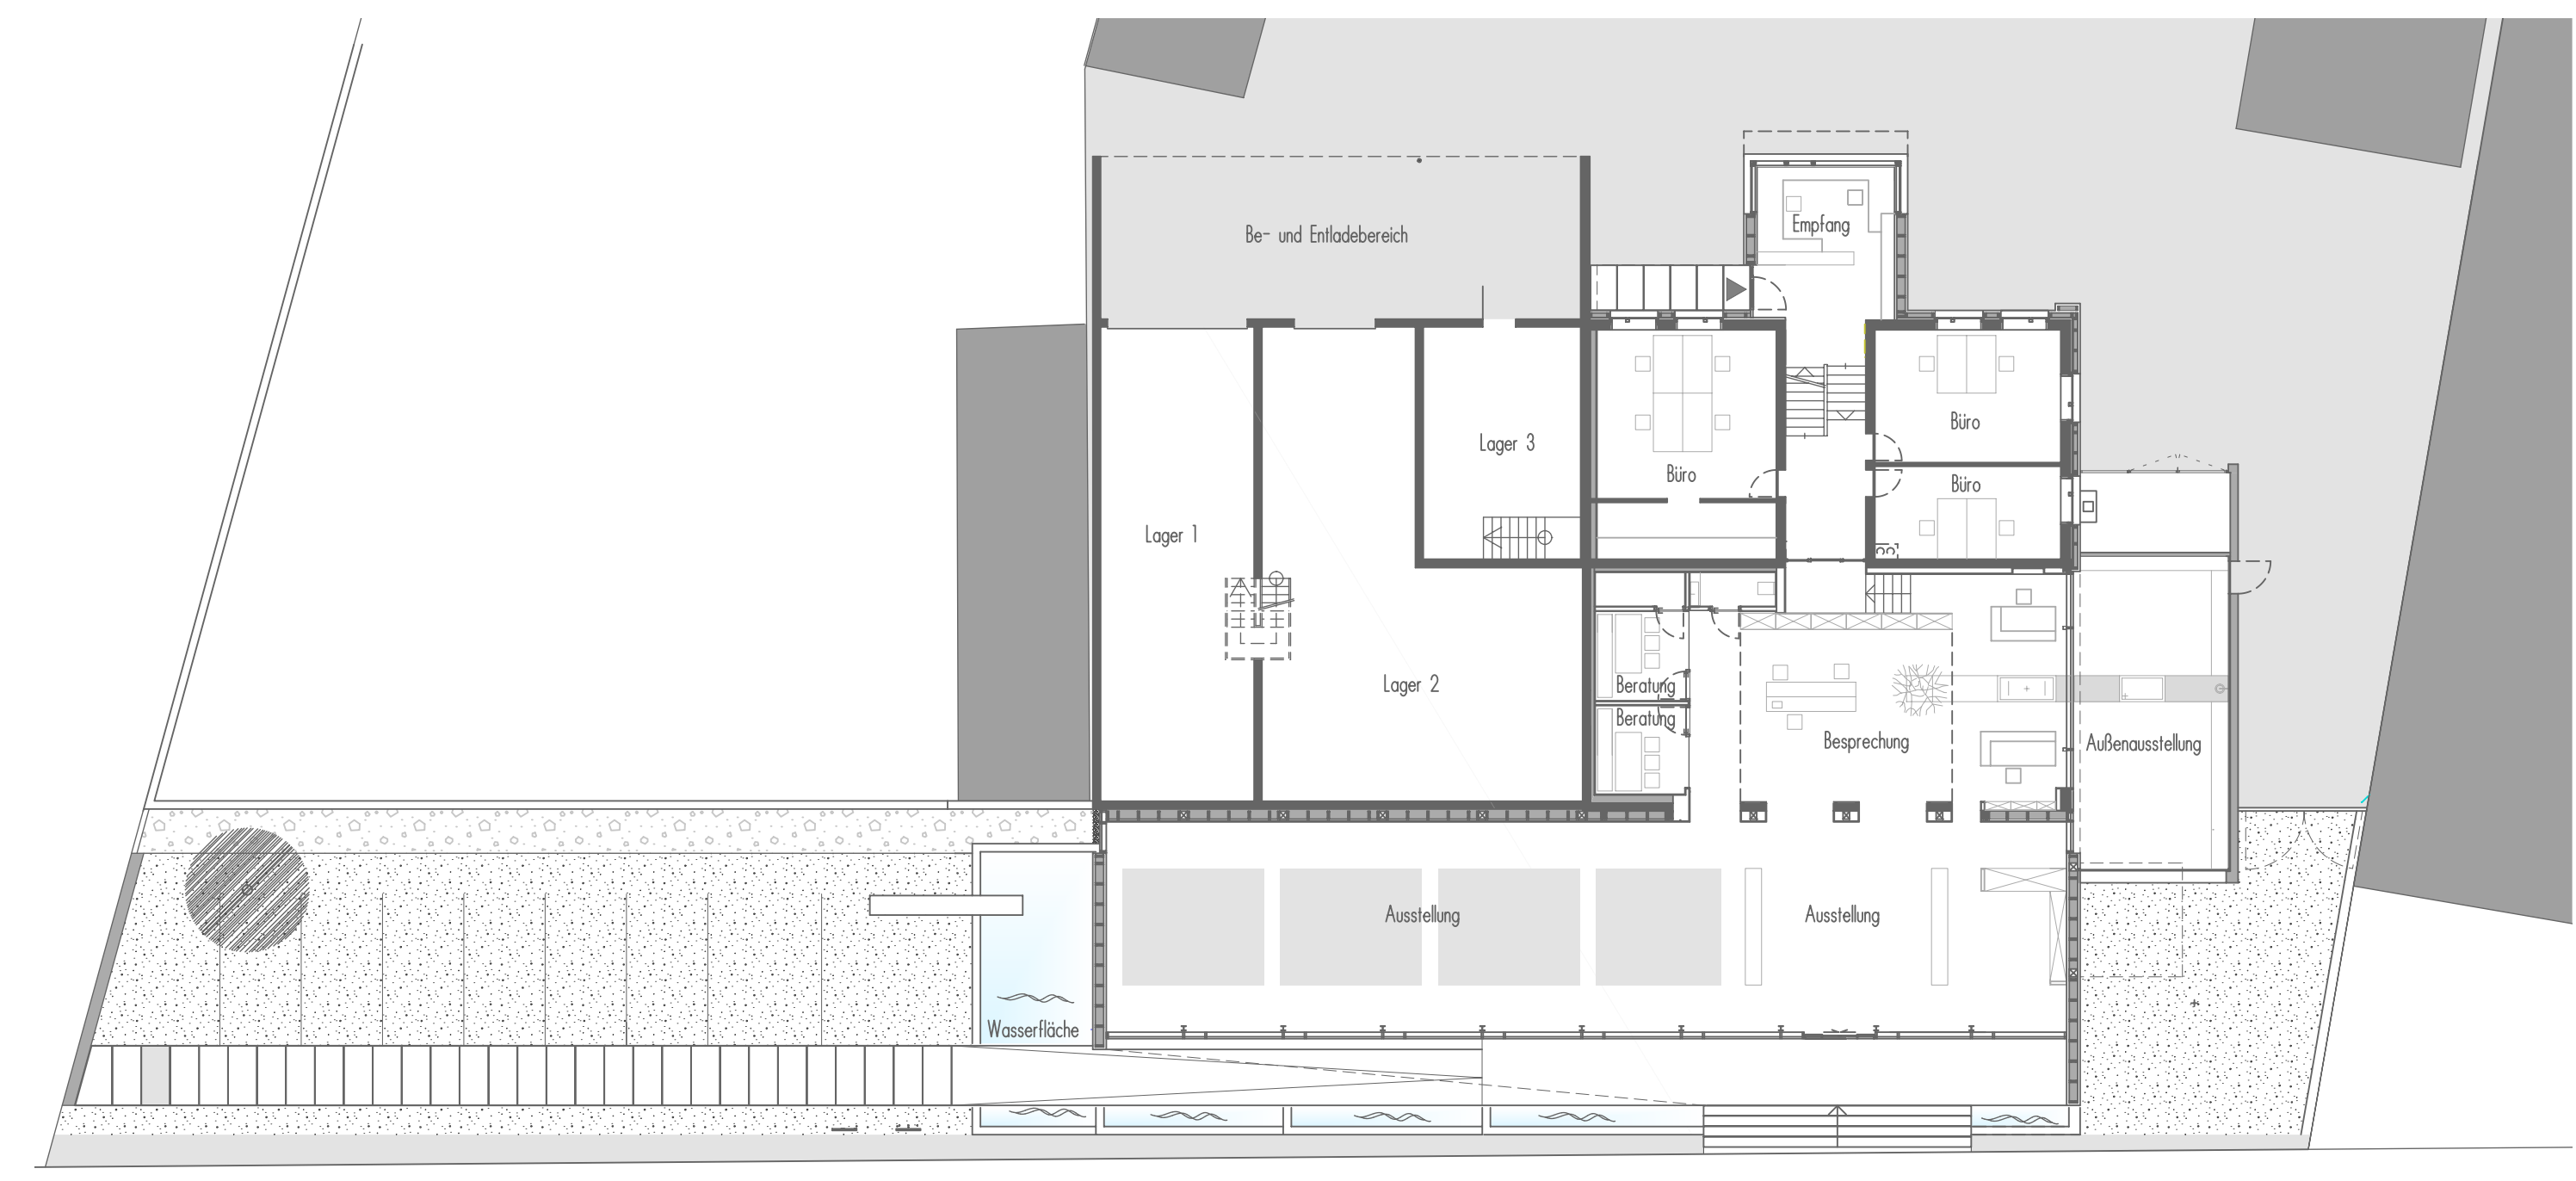 Empfang
Be- und Entladebereich
Büro
Lager 3
Büro
Büro
Lager 1
Lager 2
Beratung
Beratung
Besprechung
Außenausstellung
Ausstellung
Ausstellung
Wasserfläche